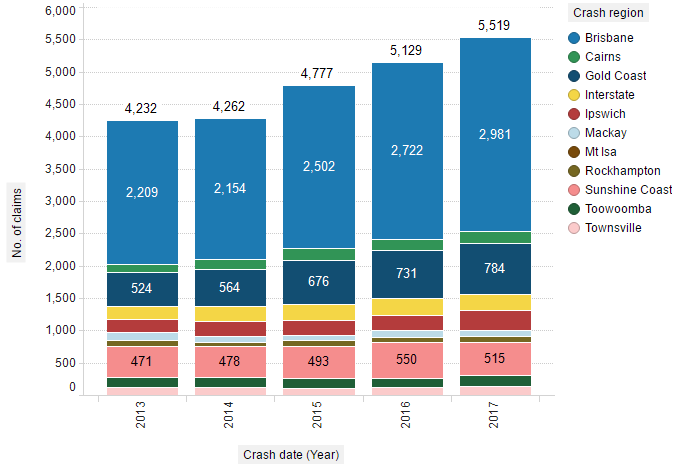 6,000
5,500
5,000
4,500
4,000
3,500
3,000
2,500
2,000
1,500
1,000
500
0
No. of claims
4,232
4,262
4,777
5,129
5,519
2,209
2,154
2,502
2,722
2,981
524
564
676
731
784
471
478
493
550
515
2013
2014
2015
2016
2017
Crash date (Year)
Crash region
Brisbane
Cairns
Gold Coast
Interstate
Ipswich
Mackay
Mt Isa
Rockhampton
Sunshine Coast
Toowoomba
Townsville